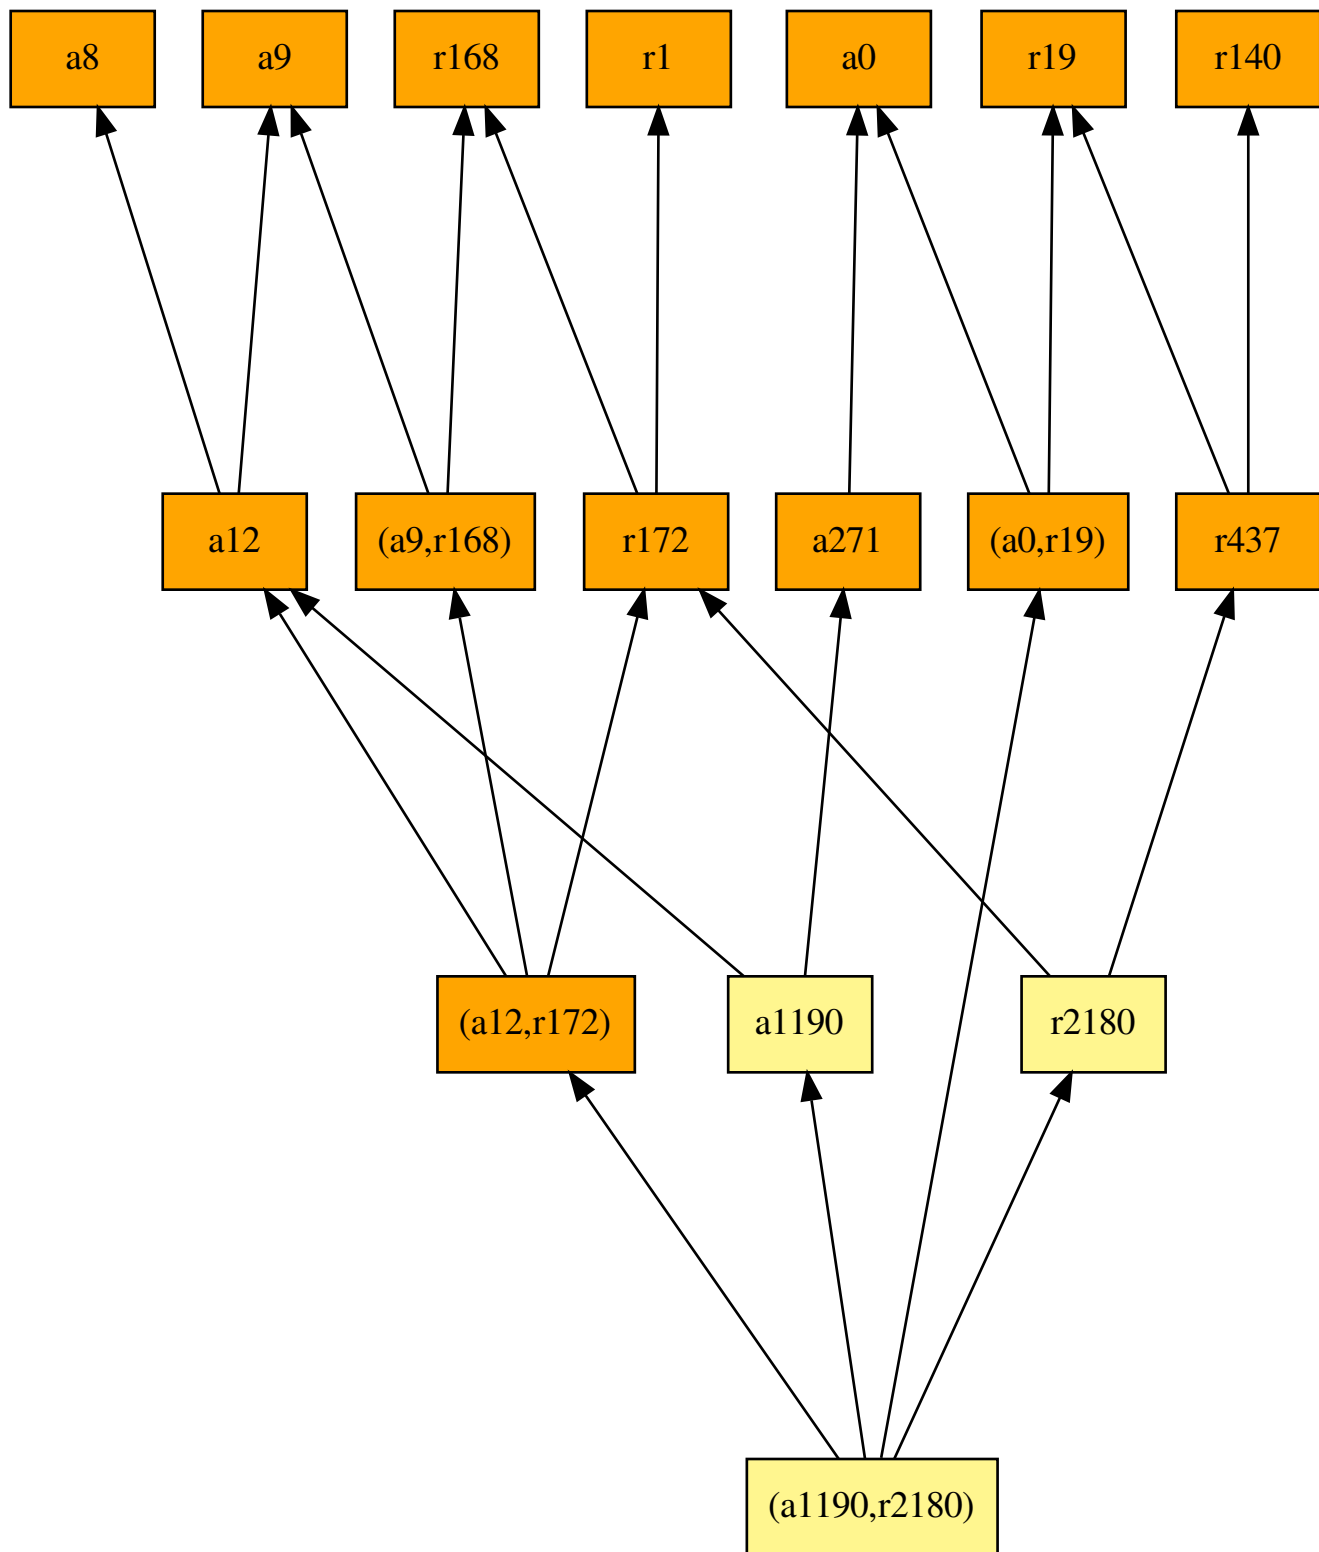 a8
a9
r168
r1
a0
r19
r140
a12
(a9,r168)
r172
a271
(a0,r19)
r437
(a12,r172)
a1190
r2180
(a1190,r2180)